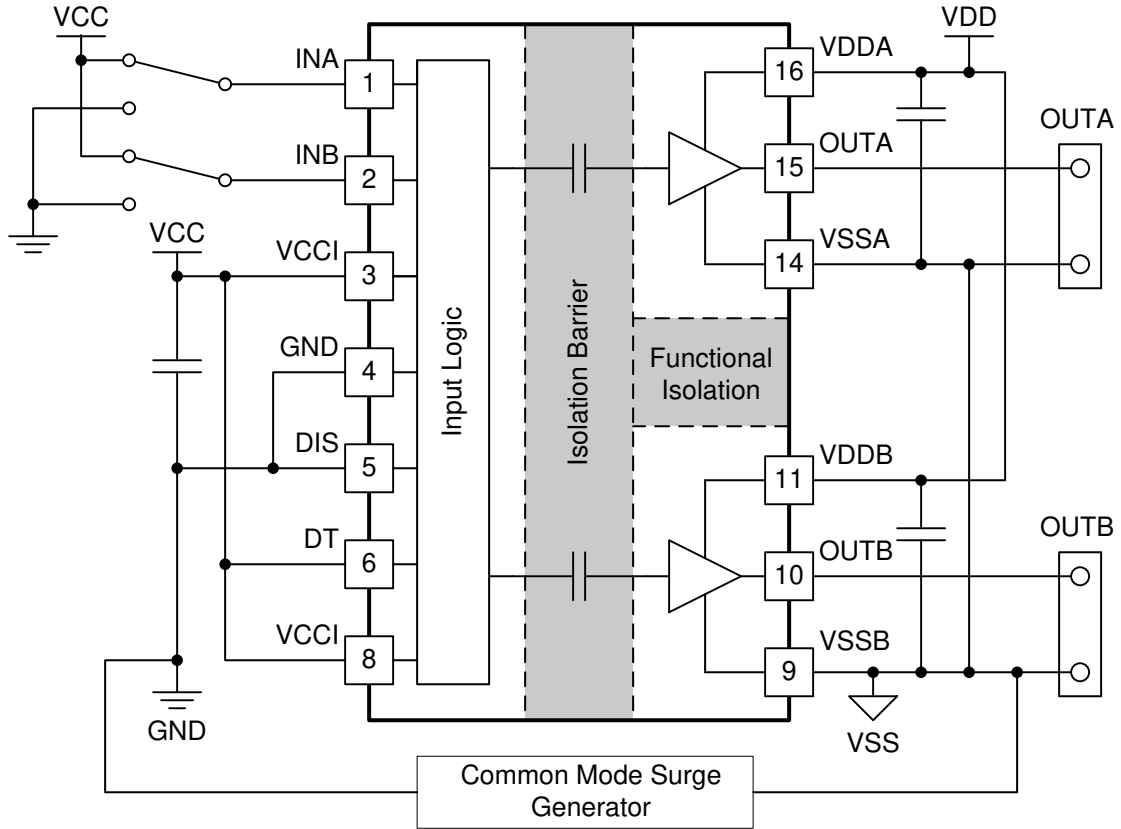 VCC
VDD
INA
1
16
VDDA
INB
2
15
OUTA
OUTA
VCC
VCCI
3
14
VSSA
GND
4
Input Logic
Isolation Barrier
Functional
Isolation
DIS
5
11
VDDB
DT
6
10
OUTB
OUTB
VCCI
8
9
VSSB
GND
VSS
Common Mode Surge
Generator